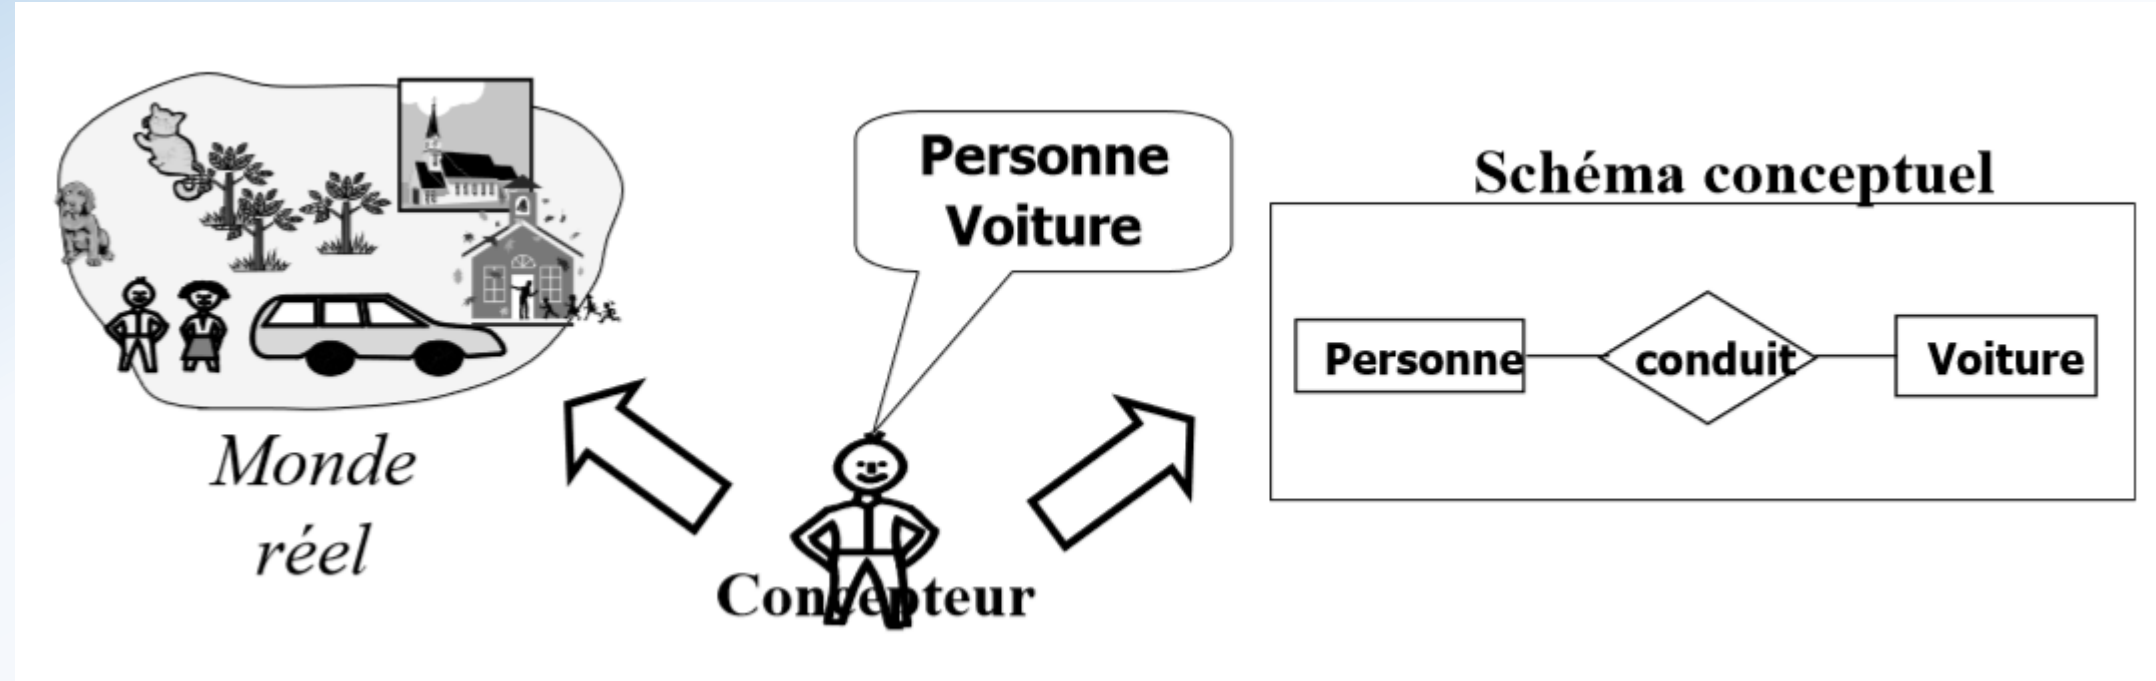 Monde
réel
Personne
Voiture
Concepteur
Schéma conceptuel
Personne
conduit
Voiture